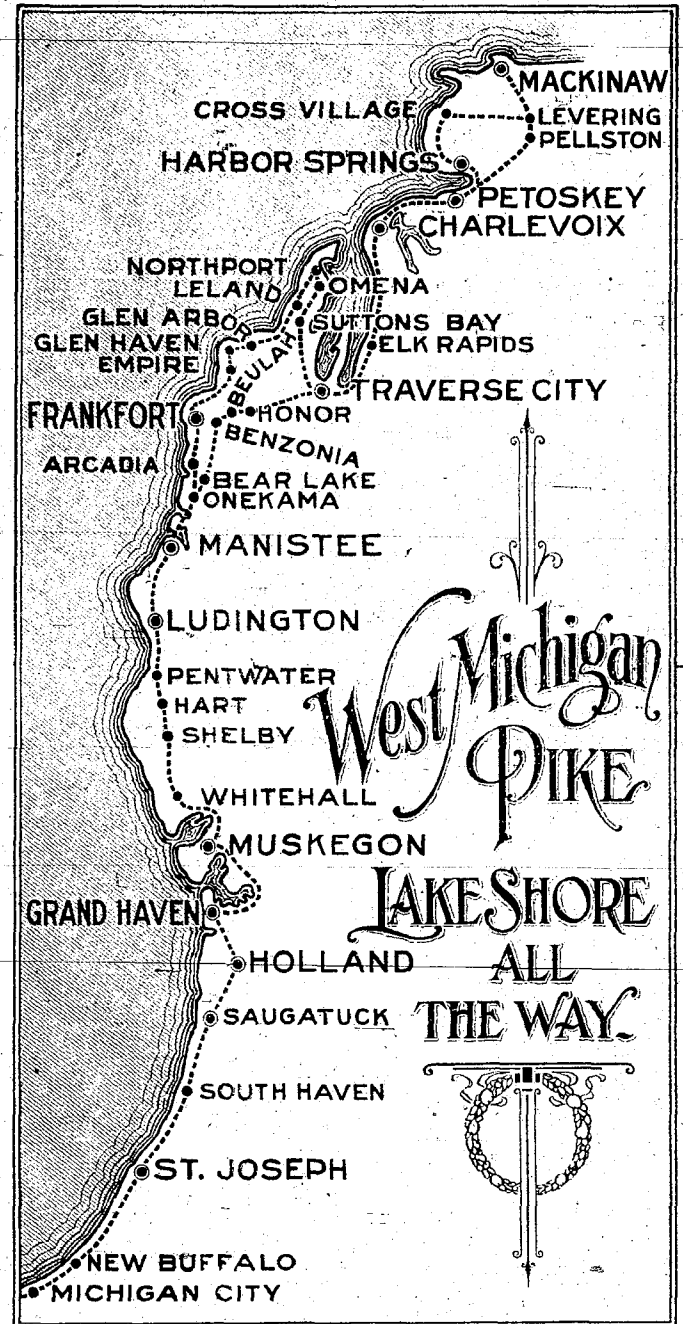 MACKINAW
CROSS VILLAGE
LEVERING
PELLSTON
HARBOR SPRINGS
PETOSKEY
CHARLEVOIX
NORTHPORT
LELAND
OMENA
GLEN ARBOR
SUTTONS BAY
GLEN HAVEN
ELK RAPIDS
EMPIRE
BEULAH
TRAVERSE CITY
FRANKFORT
HONOR
BENZONIA
ARCADIA
BEAR LAKE
ONEKAMA
MANISTEE
LUDINGTON
PENTWATER
HART
SHELBY
WHITEHALL
MUSKEGON
GRAND HAVEN
HOLLAND
SAUGATUCK
SOUTH HAVEN
ST. JOSEPH
NEW BUFFALO
MICHIGAN CITY
West Michigan
PIKE
LAKE SHORE
ALL
THE WAY.